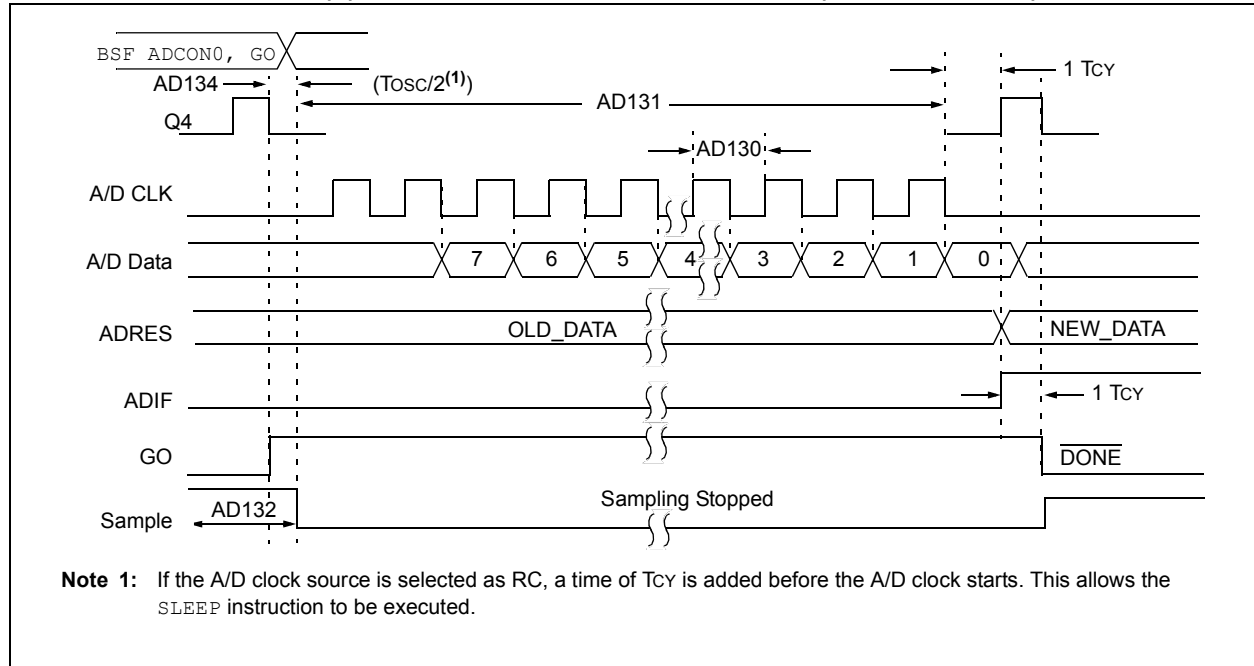 BSF ADCON0, GO
AD134
(TOSC/2(1))
1 TCY
AD131
Q4
AD130
A/D CLK
A/D Data
7 6 5 4 3 2 1 0
ADRES
OLD_DATA
NEW_DATA
ADIF
1 TCY
GO
DONE
Sampling Stopped
AD132
Sample
Note 1: If the A/D clock source is selected as RC, a time of TCY is added before the A/D clock starts. This allows the
SLEEP instruction to be executed.